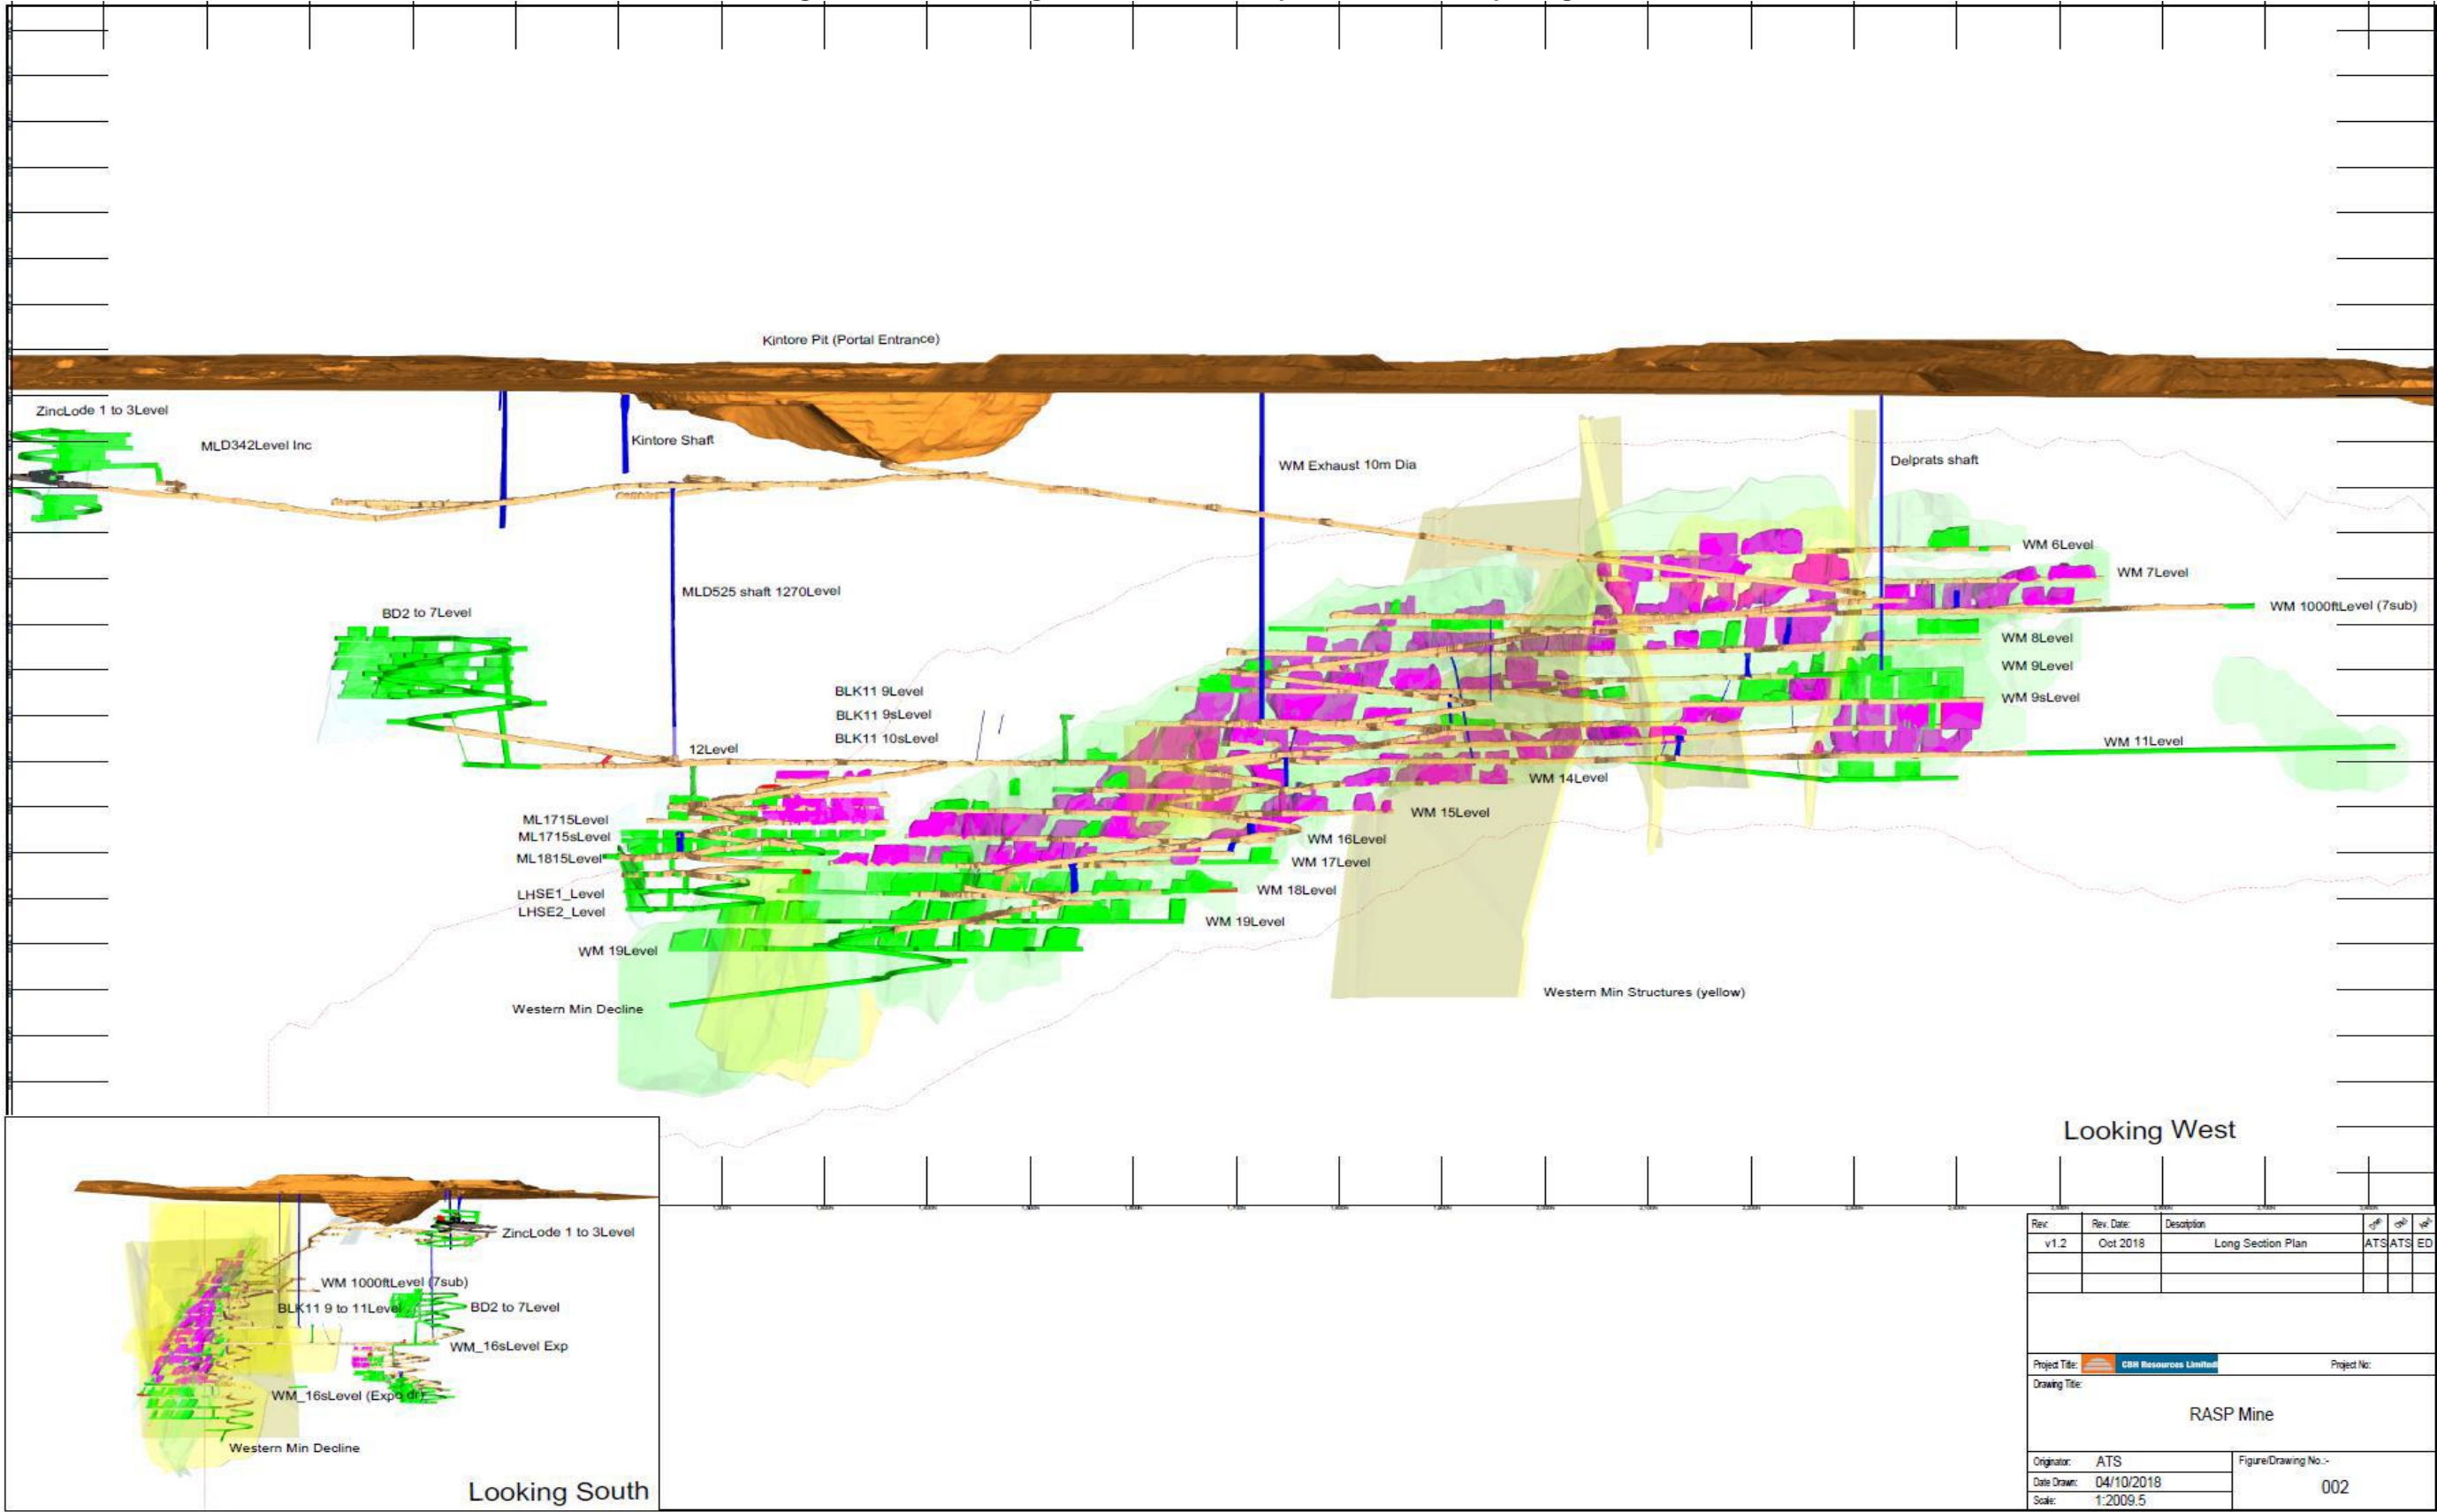 Kintore Pit (Portal Entrance)
ZincLode 1 to 3Level
MLD342Level Inc
Kintore Shaft
WM Exhaust 10m Dia
Delprats shaft
WM 6Level
WM 7Level
MLD525 shaft 1270Level
WM 1000ftLevel (7sub)
BD2 to 7Level
WM 8Level
WM 9Level
BLK11 9Level
WM 9sLevel
BLK11 9sLevel
BLK11 10sLevel
WM 11Level
12Level
WM 14Level
ML1715Level
WM 15Level
ML1715sLevel
WM 16Level
ML1815Level
WM 17Level
WM 18Level
LHSE1_Level
LHSE2_Level
WM 19Level
WM 19Level
Western Min Structures (yellow)
Western Min Decline
Looking West
ZincLode 1 to 3Level
WM 1000ftLevel (7sub)
BLK11 9 to 11Level
BD2 to 7Level
WM_16sLevel Exp
WM_16sLevel (Expo dr)
Western Min Decline
Looking South
Rev: Rev. Date: Description
v1.2 Oct 2018 Long Section Plan ATS ATS ED
Project Title: CBH Resources Limited Project No:
Drawing Title:
RASP Mine
Originator: ATS Figure/Drawing No.:-
Date Drawn: 04/10/2018 002
Scale: 1:2009.5